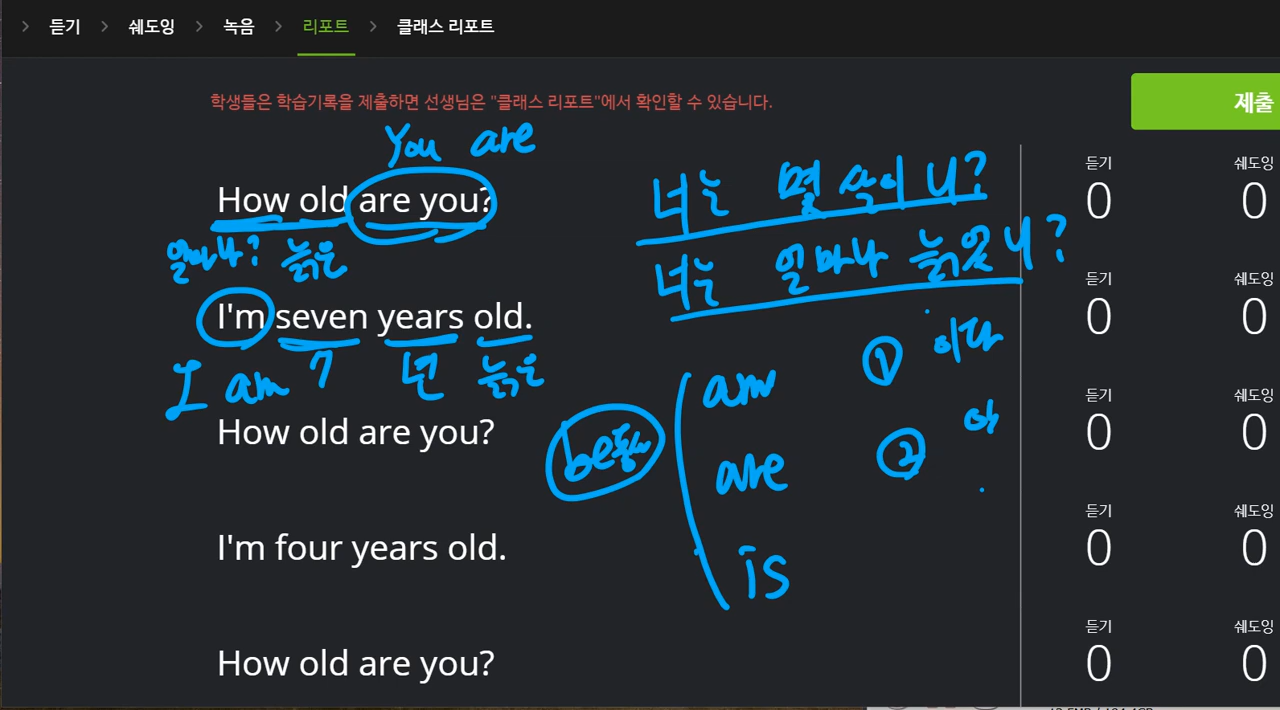 > 듣기 > 쉐도잉 > 녹음 > 리포트 > 클래스 리포트
학생들은 학습기록을 제출하면 선생님은 "클래스 리포트"에서 확인할 수 있습니다.
제출
You are
How old are you?
너는 몇 살이니?
듣기 쉐도잉
0 0
얼마나? 늙은
너는 얼마나 늙었니?
I'm seven years old.
듣기 쉐도잉
0 0
I am 7 년 늙은
am ① 이다
How old are you?
be동사
are ②
듣기 쉐도잉
0 0
I'm four years old.
is
듣기 쉐도잉
0 0
How old are you?
듣기 쉐도잉
0 0